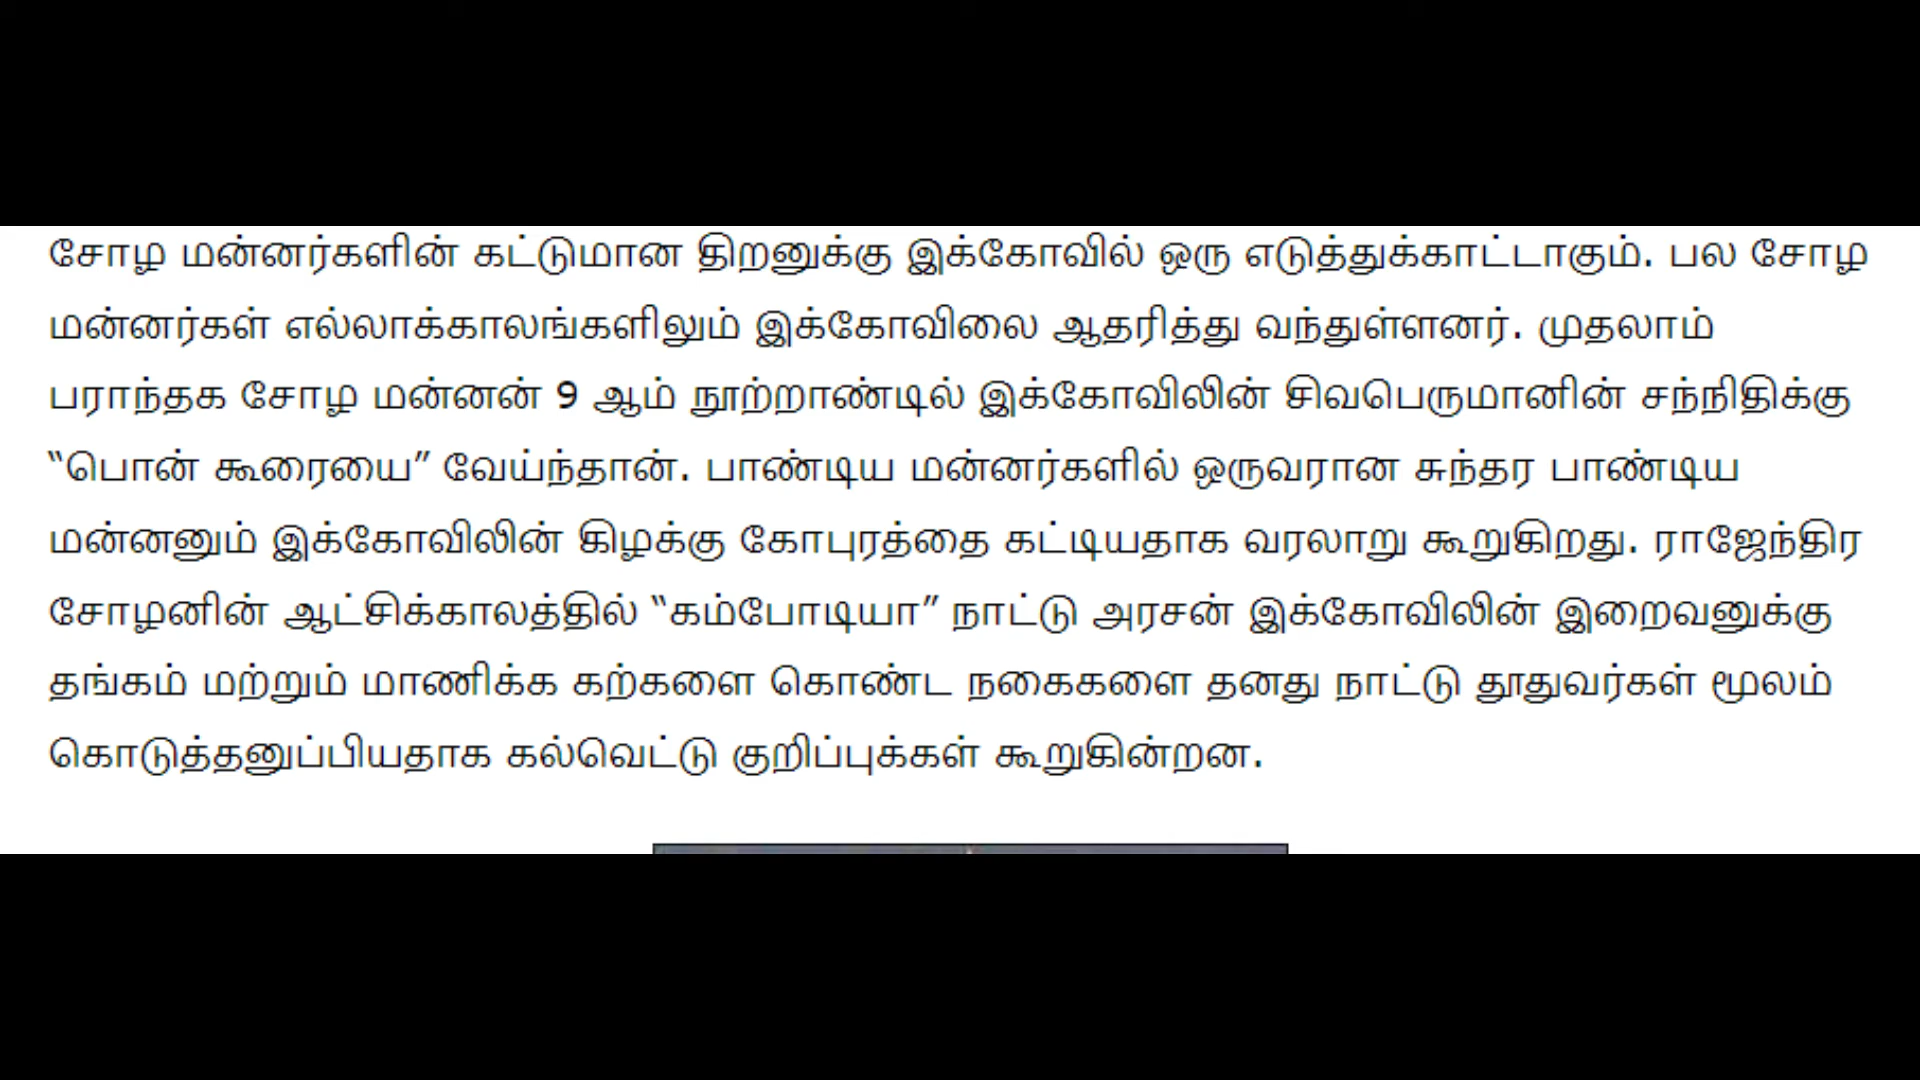 சோழ மன்னர்களின் கட்டுமான திறனுக்கு இக்கோவில் ஒரு எடுத்துக்காட்டாகும். பல சோழ
மன்னர்கள் எல்லாக்காலங்களிலும் இக்கோவிலை ஆதரித்து வந்துள்ளனர். முதலாம்
பராந்தக சோழ மன்னன் 9 ஆம் நூற்றாண்டில் இக்கோவிலின் சிவபெருமானின் சந்நிதிக்கு
“பொன் கூரையை” வேய்ந்தான். பாண்டிய மன்னர்களில் ஒருவரான சுந்தர பாண்டிய
மன்னனும் இக்கோவிலின் கிழக்கு கோபுரத்தை கட்டியதாக வரலாறு கூறுகிறது. ராஜேந்திர
சோழனின் ஆட்சிக்காலத்தில் “கம்போடியா” நாட்டு அரசன் இக்கோவிலின் இறைவனுக்கு
தங்கம் மற்றும் மாணிக்க கற்களை கொண்ட நகைகளை தனது நாட்டு தூதுவர்கள் மூலம்
கொடுத்தனுப்பியதாக கல்வெட்டு குறிப்புக்கள் கூறுகின்றன.